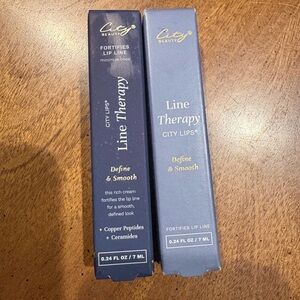 City
BEAUTY
FORTIFIES
LIP LINE
Line Therapy
CITY LIPS®
Define
& Smooth
this rich cream
fortifies the lip line
for a smooth,
defined look
+ Copper Peptides
+ Ceramides
0.24 FL OZ / 7 ML
City
BEAUTY
Line
Therapy
CITY LIPS®
Define
& Smooth
FORTIFIES LIP LINE
0.24 FL OZ / 7 ML